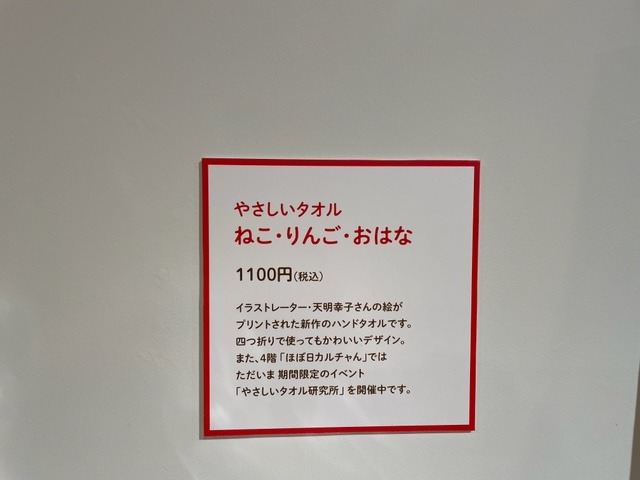 やさしいタオル
ねこ・りんご・おはな
1100円(税込)
イラストレーター・天明幸子さんの絵が
プリントされた新作のハンドタオルです。
四つ折りで使ってもかわいいデザイン。
また、4階「ほぼ日カルチャん」では
ただいま 期間限定のイベント
「やさしいタオル研究所」を開催中です。